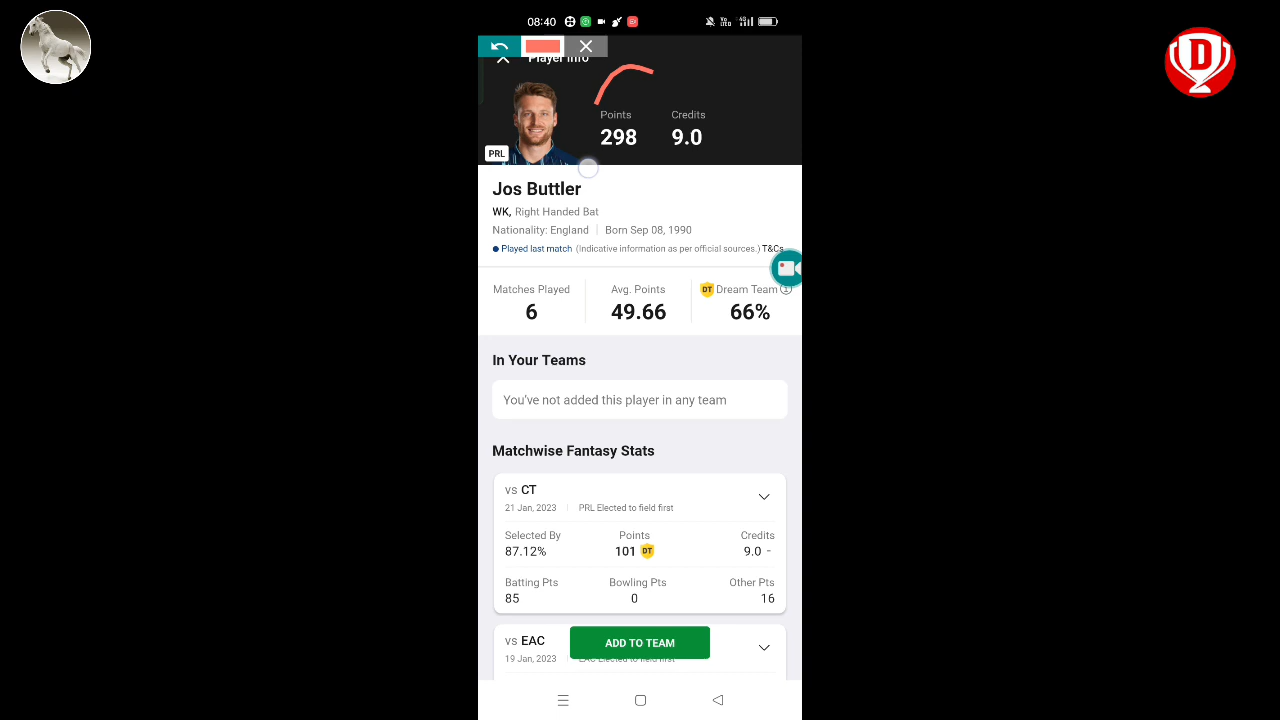 08:40
Player Info
Points
Credits
298
9.0
PRL
Jos Buttler
WK, Right Handed Bat
Nationality: England | Born Sep 08, 1990
Played last match (Indicative information as per official sources.) T&Cs
Matches Played
Avg. Points
DT Dream Team
6
49.66
66%
In Your Teams
You've not added this player in any team
Matchwise Fantasy Stats
vs CT
21 Jan, 2023 | PRL Elected to field first
Selected By
Points
Credits
87.12%
101 DT
9.0 -
Batting Pts
Bowling Pts
Other Pts
85
0
16
vs EAC
ADD TO TEAM
19 Jan, 2023 | EAC Elected to field first
D